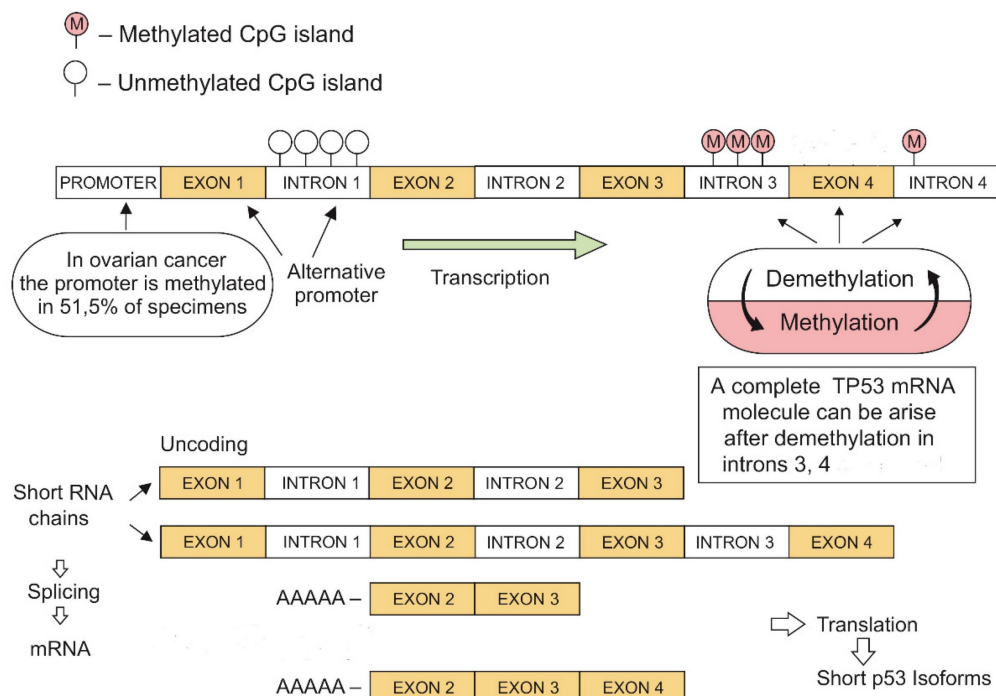 M – Methylated CpG island
– Unmethylated CpG island
M M M M
PROMOTER EXON 1 INTRON 1 EXON 2 INTRON 2 EXON 3 INTRON 3 EXON 4 INTRON 4
In ovarian cancer
the promoter is methylated
in 51,5% of specimens
Alternative
promoter
Transcription
Demethylation
Methylation
A complete TP53 mRNA
molecule can be arise
after demethylation in
introns 3, 4
Uncoding
Short RNA
chains
EXON 1 INTRON 1 EXON 2 INTRON 2 EXON 3
EXON 1 INTRON 1 EXON 2 INTRON 2 EXON 3 INTRON 3 EXON 4
Splicing
mRNA
AAAAA – EXON 2 EXON 3
AAAAA – EXON 2 EXON 3 EXON 4
Translation
Short p53 Isoforms